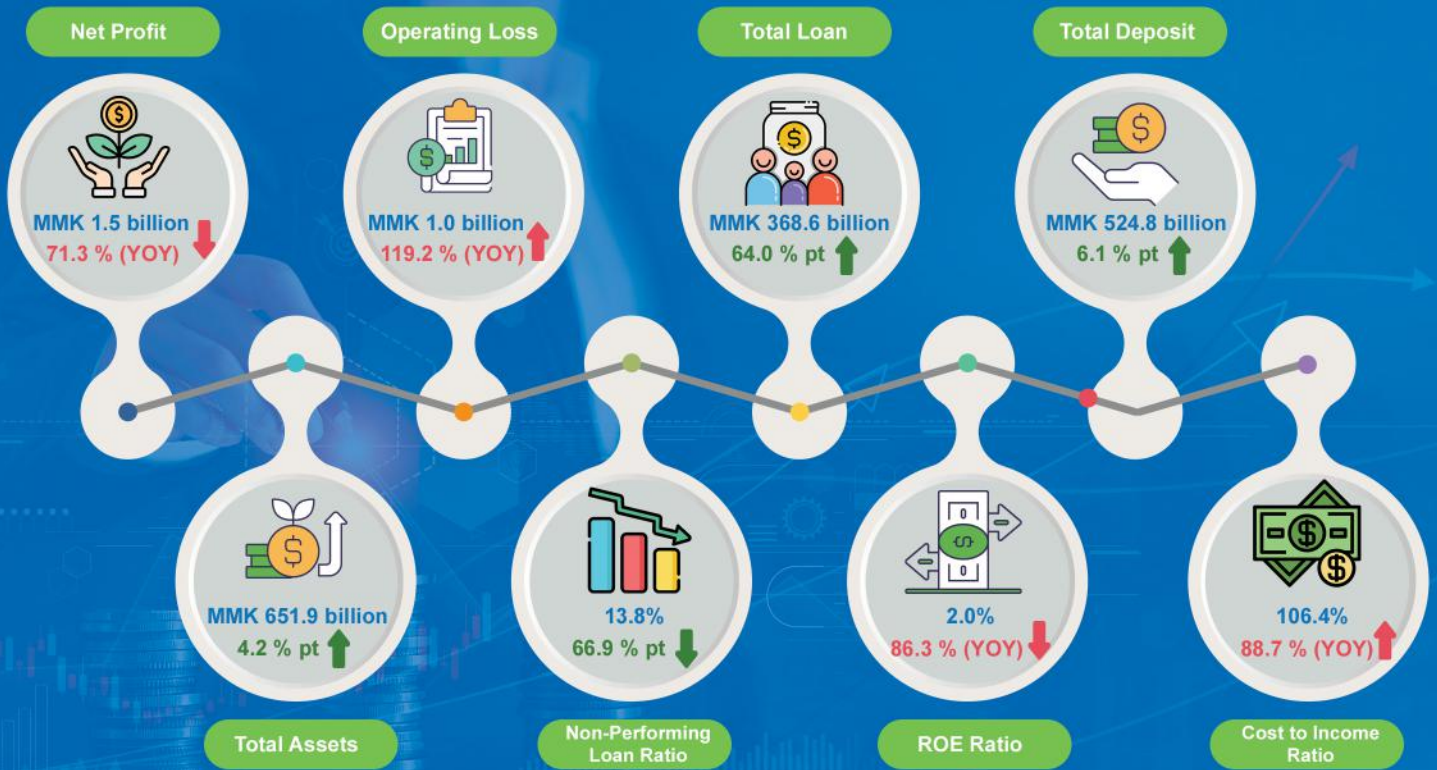 Net Profit
MMK 1.5 billion
71.3 % (YOY)
Operating Loss
MMK 1.0 billion
119.2 % (YOY)
Total Loan
MMK 368.6 billion
64.0 % pt
Total Deposit
MMK 524.8 billion
6.1 % pt
MMK 651.9 billion
4.2 % pt
Total Assets
13.8%
66.9 % pt
Non-Performing
Loan Ratio
2.0%
86.3 % (YOY)
ROE Ratio
106.4%
88.7 % (YOY)
Cost to Income
Ratio